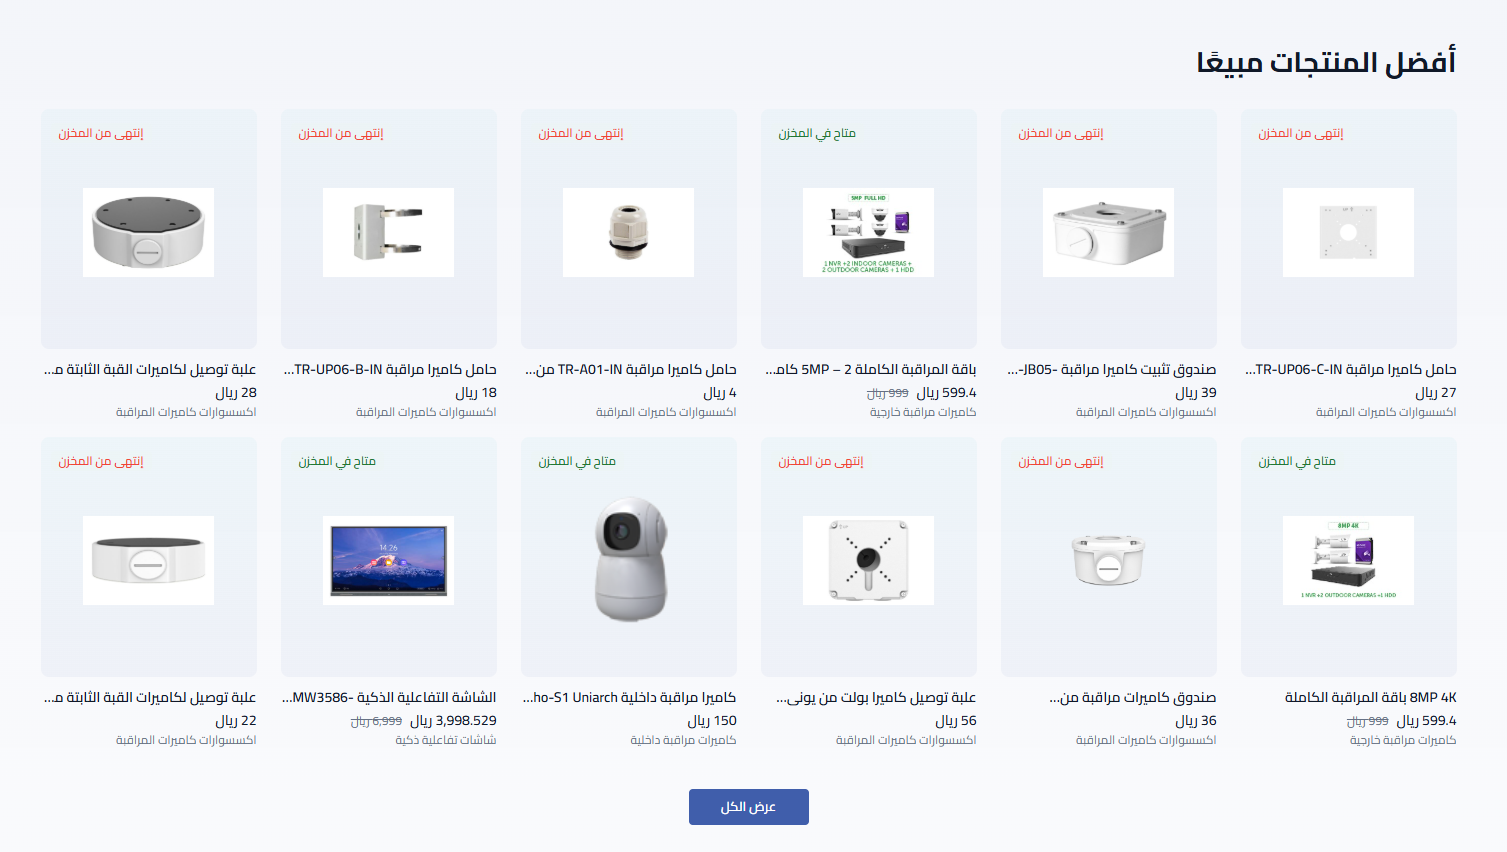 أفضل المنتجات مبيعًا
إنتهى من المخزن
حامل كاميرا مراقبة TR-UP06-C-IN...
27 ريال
اكسسوارات كاميرات المراقبة
إنتهى من المخزن
صندوق تثبيت كاميرا مراقبة -JB05-...
39 ريال
اكسسوارات كاميرات المراقبة
متاح في المخزن
5MP FULL HD
1 NVR +2 INDOOR CAMERAS +
2 OUTDOOR CAMERAS + 1 HDD
باقة المراقبة الكاملة 5MP – 2 كامـ...
599.4 ريال 999 ريال
كاميرات مراقبة خارجية
إنتهى من المخزن
حامل كاميرا مراقبة TR-A01-IN من...
4 ريال
اكسسوارات كاميرات المراقبة
إنتهى من المخزن
حامل كاميرا مراقبة TR-UP06-B-IN...
18 ريال
اكسسوارات كاميرات المراقبة
إنتهى من المخزن
علبة توصيل لكاميرات القبة الثابتة مـ...
28 ريال
اكسسوارات كاميرات المراقبة
متاح في المخزن
8MP 4K
1 NVR +2 OUTDOOR CAMERAS +1 HDD
8MP 4K باقة المراقبة الكاملة
599.4 ريال 999 ريال
كاميرات مراقبة خارجية
إنتهى من المخزن
صندوق كاميرات مراقبة من...
36 ريال
اكسسوارات كاميرات المراقبة
إنتهى من المخزن
علبة توصيل كاميرا بولت من يونى...
56 ريال
اكسسوارات كاميرات المراقبة
متاح في المخزن
كاميرا مراقبة داخلية ho-S1 Uniarch...
150 ريال
كاميرات مراقبة داخلية
متاح في المخزن
14:26
الشاشة التفاعلية الذكية -MW3586...
3,998.529 ريال 6,999 ريال
شاشات تفاعلية ذكية
إنتهى من المخزن
علبة توصيل لكاميرات القبة الثابتة مـ...
22 ريال
اكسسوارات كاميرات المراقبة
عرض الكل